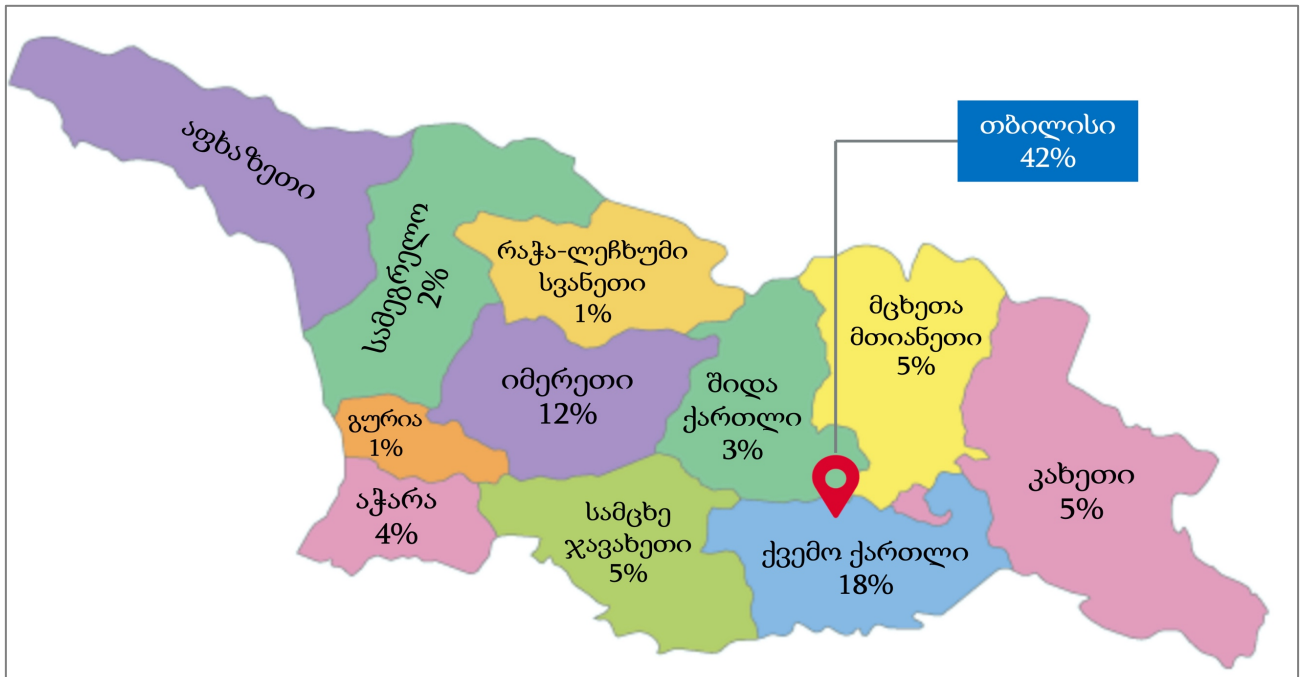 აფხაზეთი
სამეგრელო
2%
რაჭა-ლეჩხუმი
სვანეთი
1%
თბილისი
42%
მცხეთა
მთიანეთი
5%
იმერეთი
12%
შიდა
ქართლი
3%
გურია
1%
აჭარა
4%
სამცხე
ჯავახეთი
5%
ქვემო ქართლი
18%
კახეთი
5%